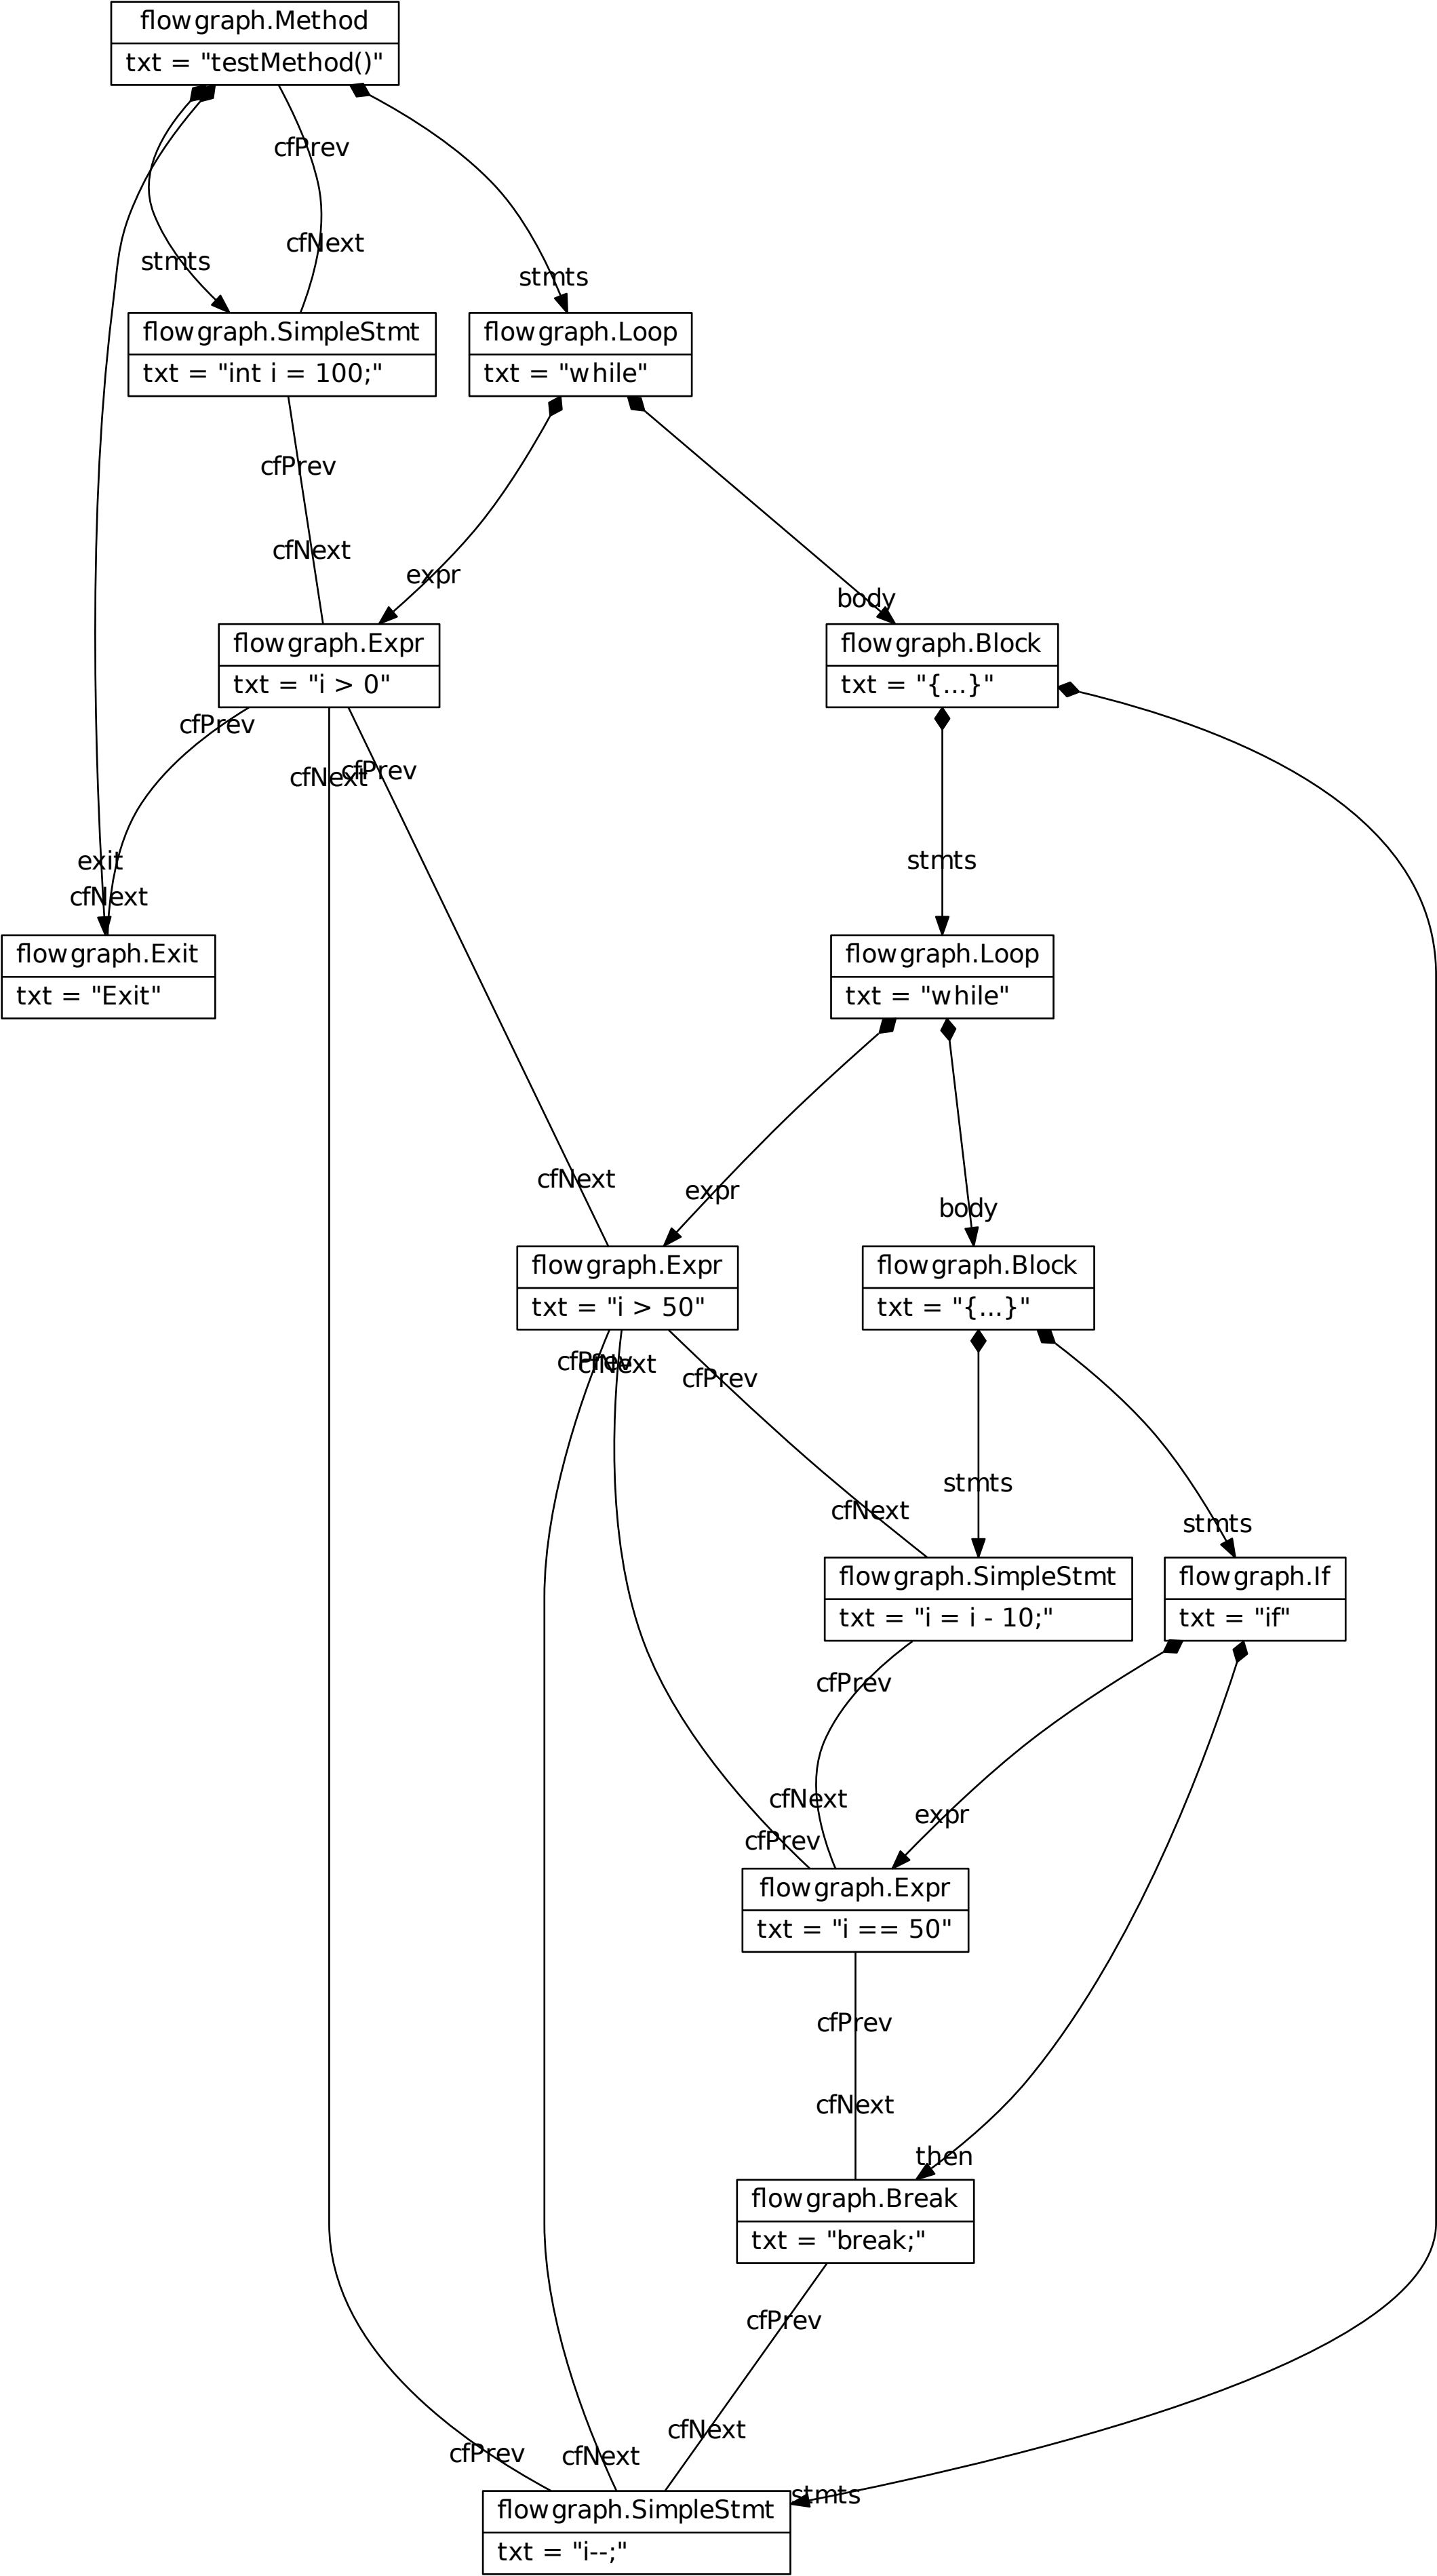 flowgraph.Method
txt = "testMethod()"
cfPrev
cfNext
stmts
stmts
flowgraph.SimpleStmt
txt = "int i = 100;"
flowgraph.Loop
txt = "while"
cfPrev
cfNext
expr
body
flowgraph.Expr
txt = "i > 0"
flowgraph.Block
txt = "{...}"
cfPrev
cfNext
cfPrev
exit
cfNext
stmts
flowgraph.Exit
txt = "Exit"
flowgraph.Loop
txt = "while"
cfNext
expr
body
flowgraph.Expr
txt = "i > 50"
flowgraph.Block
txt = "{...}"
cfPrev
cfNext
cfPrev
cfNext
stmts
stmts
flowgraph.SimpleStmt
txt = "i = i - 10;"
flowgraph.If
txt = "if"
cfPrev
cfNext
expr
cfPrev
flowgraph.Expr
txt = "i == 50"
cfPrev
cfNext
then
flowgraph.Break
txt = "break;"
cfPrev
cfNext
cfPrev
cfNext
stmts
flowgraph.SimpleStmt
txt = "i--;"